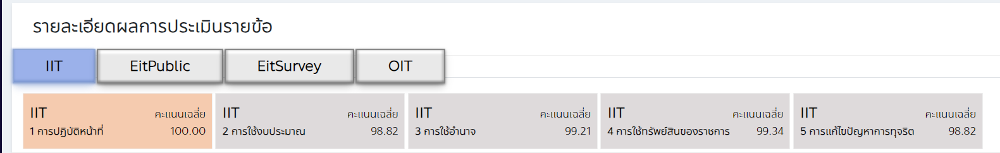 รายละเอียดผลการประเมินรายข้อ
IIT EitPublic EitSurvey OIT
IIT คะแนนเฉลี่ย
1 การปฏิบัติหน้าที่ 100.00
IIT คะแนนเฉลี่ย
2 การใช้งบประมาณ 98.82
IIT คะแนนเฉลี่ย
3 การใช้อำนาจ 99.21
IIT คะแนนเฉลี่ย
4 การใช้ทรัพย์สินของราชการ 99.34
IIT คะแนนเฉลี่ย
5 การแก้ไขปัญหาการทุจริต 98.82